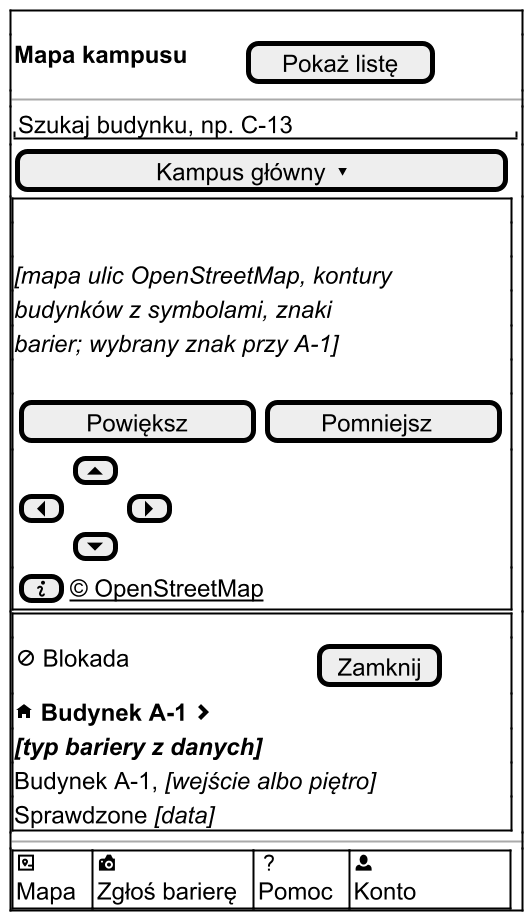 Mapa kampusu
Pokaż listę
Szukaj budynku, np. C-13
Kampus główny ▾
[mapa ulic OpenStreetMap, kontury
budynków z symbolami, znaki
barier; wybrany znak przy A-1]
Powiększ
Pomniejsz
i © OpenStreetMap
Blokada
Zamknij
Budynek A-1 >
[typ bariery z danych]
Budynek A-1, [wejście albo piętro]
Sprawdzone [data]
?
Mapa Zgłoś barierę Pomoc Konto